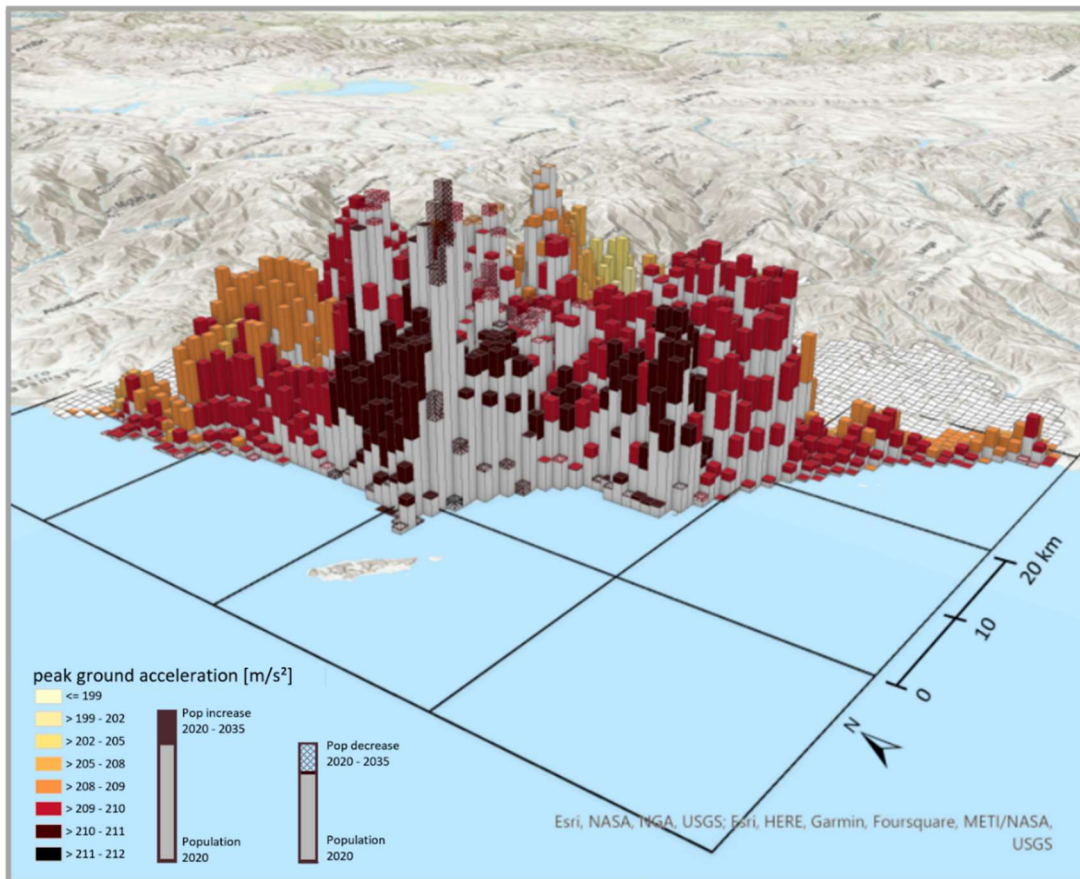 20 km
10
0
N
peak ground acceleration [m/s²]
<= 199
> 199 - 202
> 202 - 205
> 205 - 208
> 208 - 209
> 209 - 210
> 210 - 211
> 211 - 212
Pop increase
2020 - 2035
Population
2020
Pop decrease
2020 - 2035
Population
2020
Esri, NASA, NGA, USGS; Esri, HERE, Garmin, Foursquare, METI/NASA,
USGS